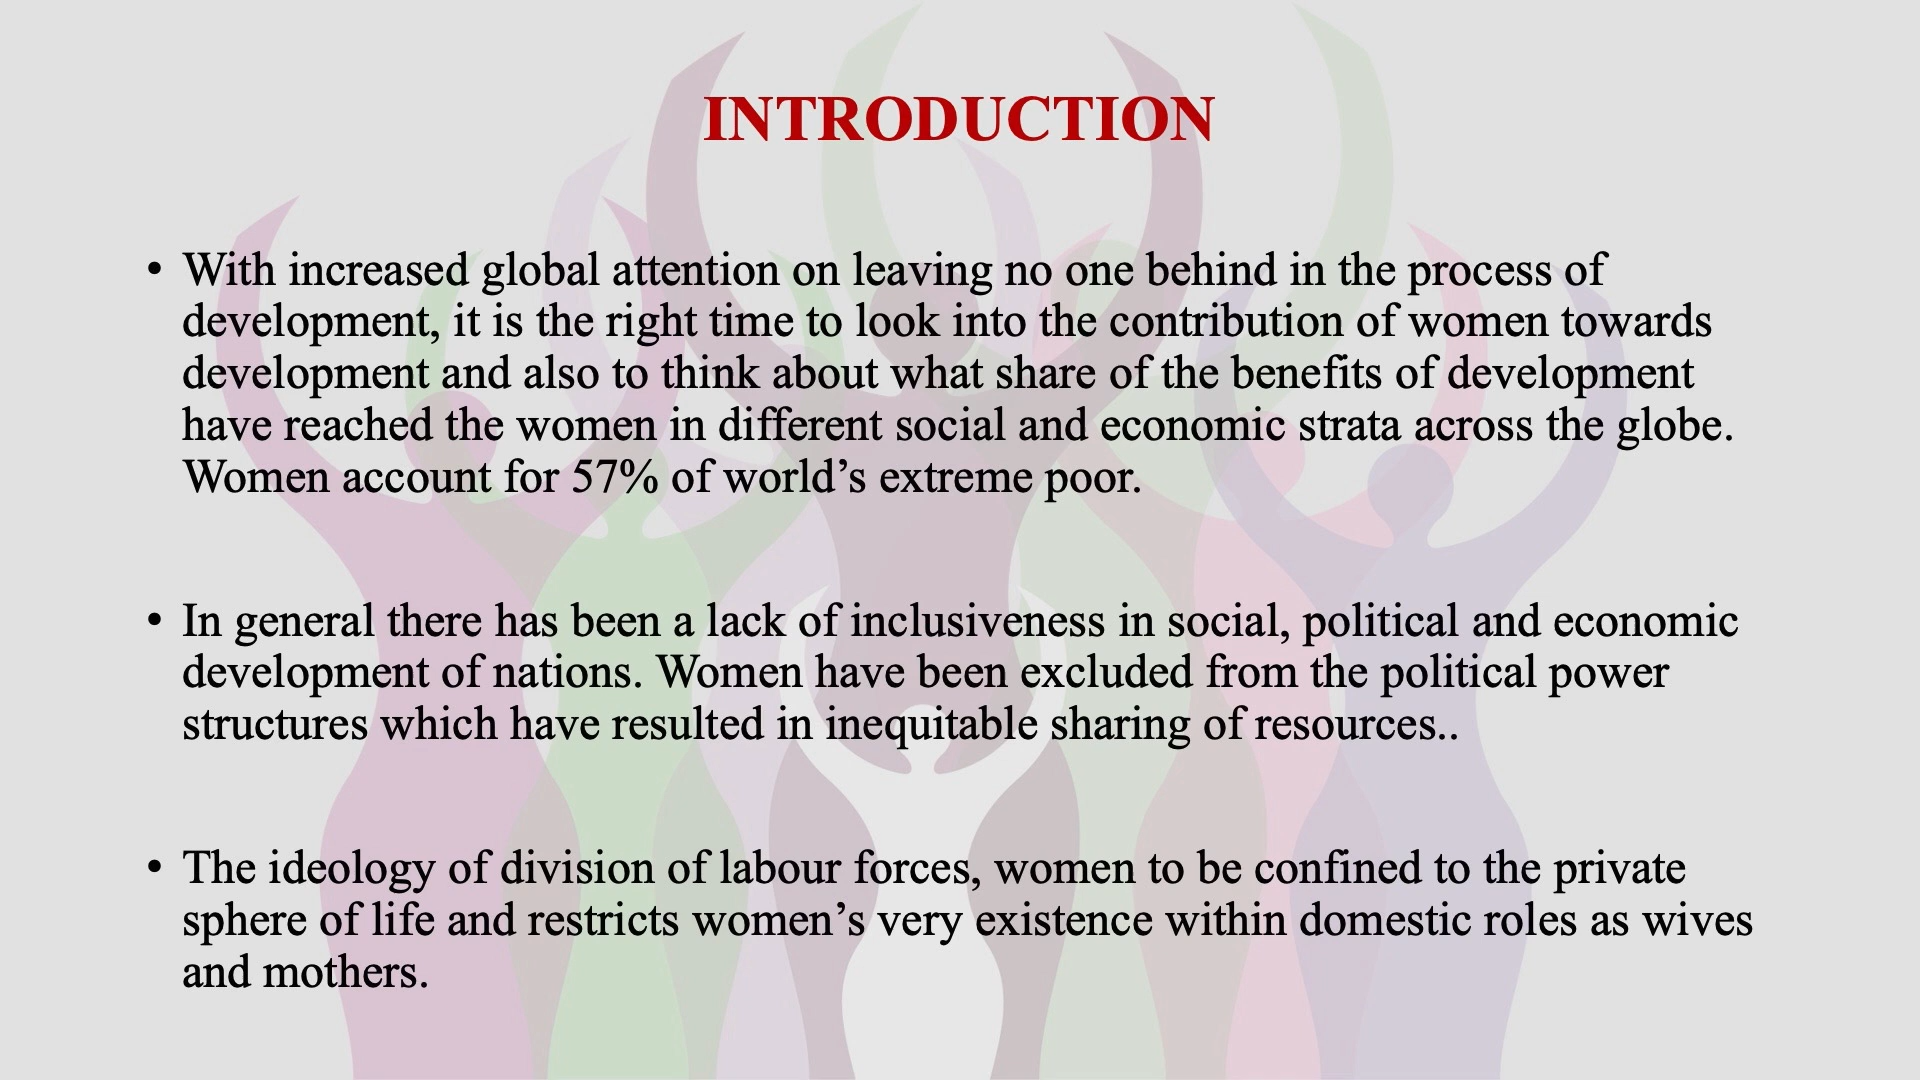 INTRODUCTION
• With increased global attention on leaving no one behind in the process of
development, it is the right time to look into the contribution of women towards
development and also to think about what share of the benefits of development
have reached the women in different social and economic strata across the globe.
Women account for 57% of world’s extreme poor.
• In general there has been a lack of inclusiveness in social, political and economic
development of nations. Women have been excluded from the political power
structures which have resulted in inequitable sharing of resources..
• The ideology of division of labour forces, women to be confined to the private
sphere of life and restricts women’s very existence within domestic roles as wives
and mothers.